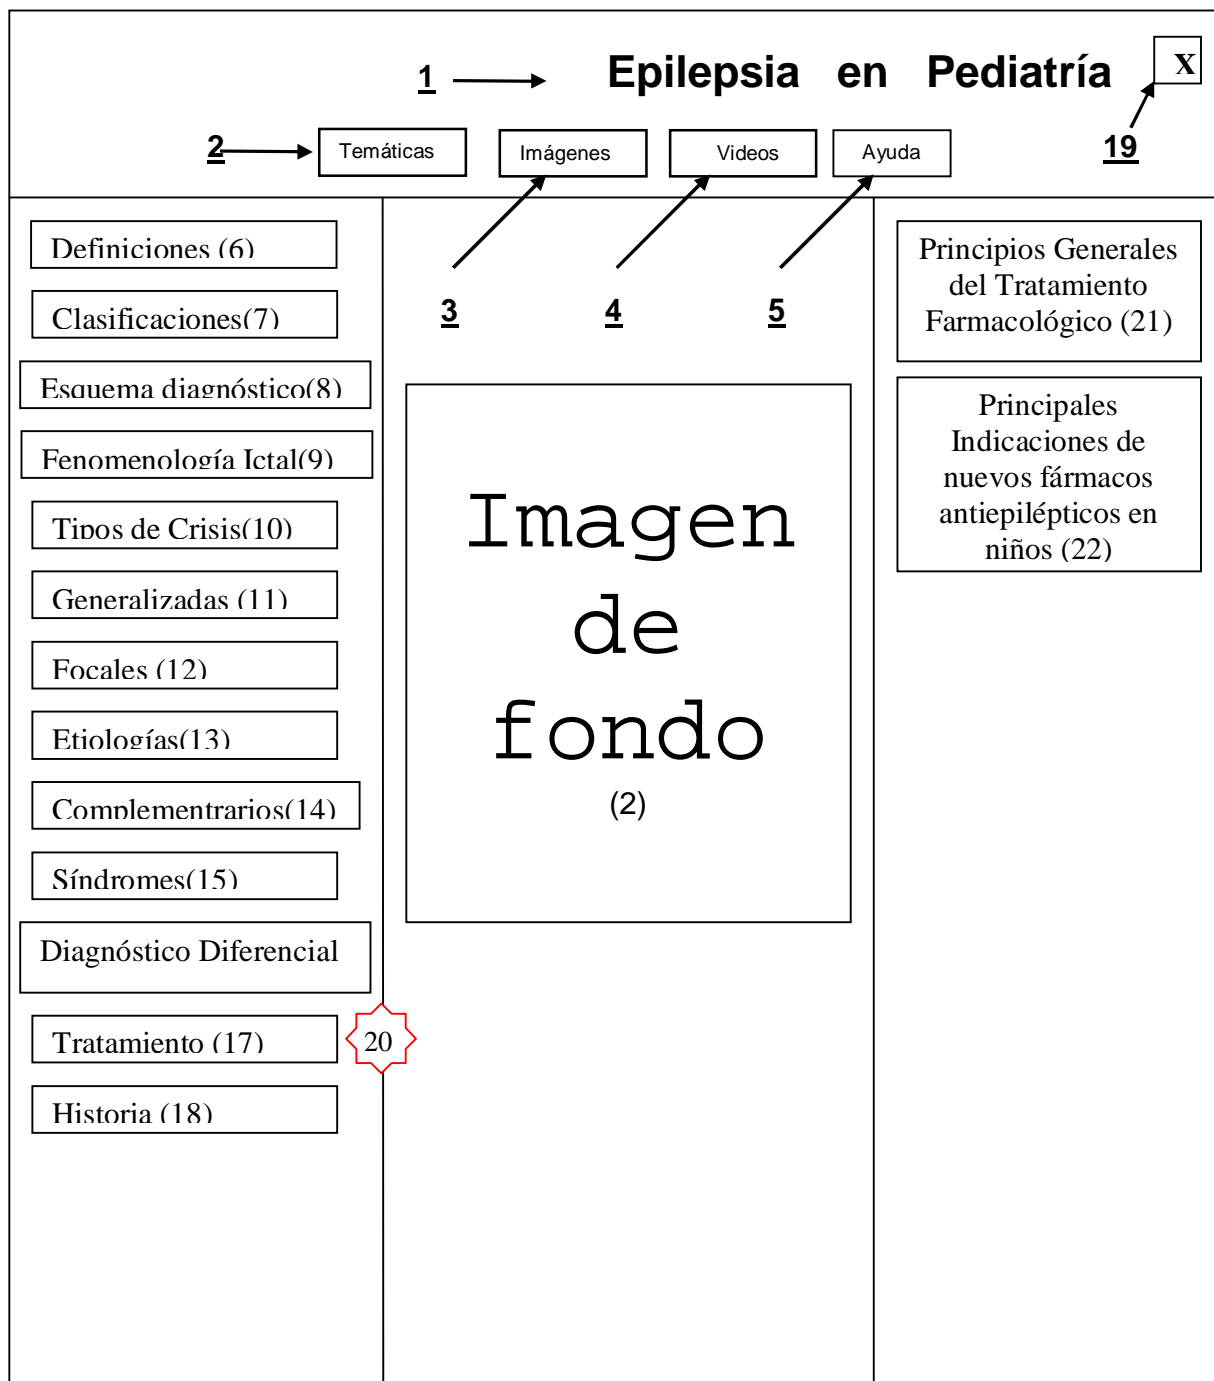 1 Epilepsia en Pediatría X
19
2 Temáticas Imágenes Videos Ayuda
3 4 5
Definiciones (6)
Clasificaciones(7)
Esquema diagnóstico(8)
Fenomenología Ictal(9)
Tipos de Crisis(10)
Generalizadas (11)
Focales (12)
Etiologías(13)
Complementrarios(14)
Síndromes(15)
Diagnóstico Diferencial
Tratamiento (17)
20
Historia (18)
Imagen
de
fondo
(2)
Principios Generales
del Tratamiento
Farmacológico (21)
Principales
Indicaciones de
nuevos fármacos
antiepilépticos en
niños (22)